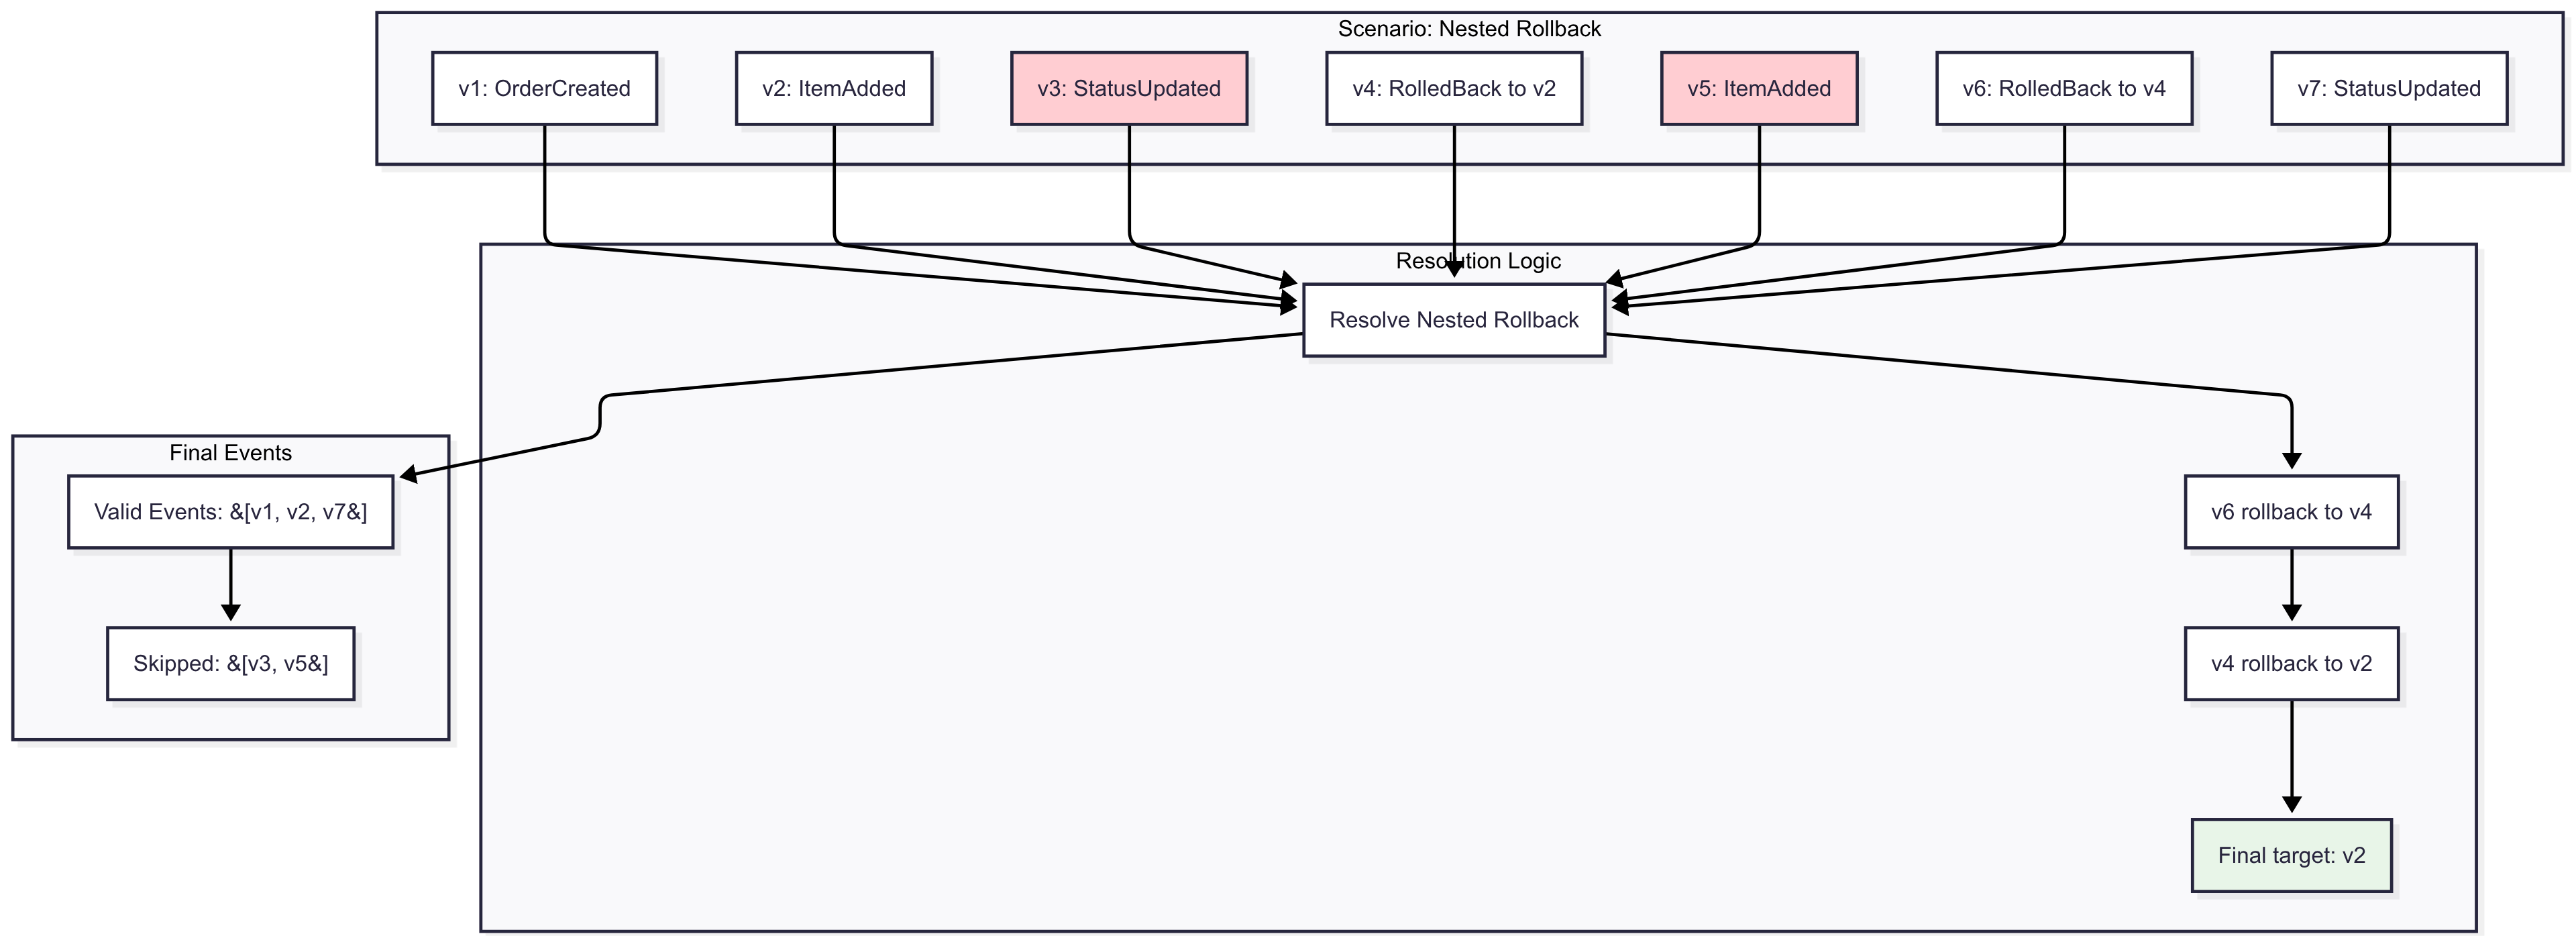 Scenario: Nested Rollback
v1: OrderCreated
v2: ItemAdded
v3: StatusUpdated
v4: RolledBack to v2
v5: ItemAdded
v6: RolledBack to v4
v7: StatusUpdated
Resolution Logic
Resolve Nested Rollback
Final Events
Valid Events: &[v1, v2, v7&]
Skipped: &[v3, v5&]
v6 rollback to v4
v4 rollback to v2
Final target: v2